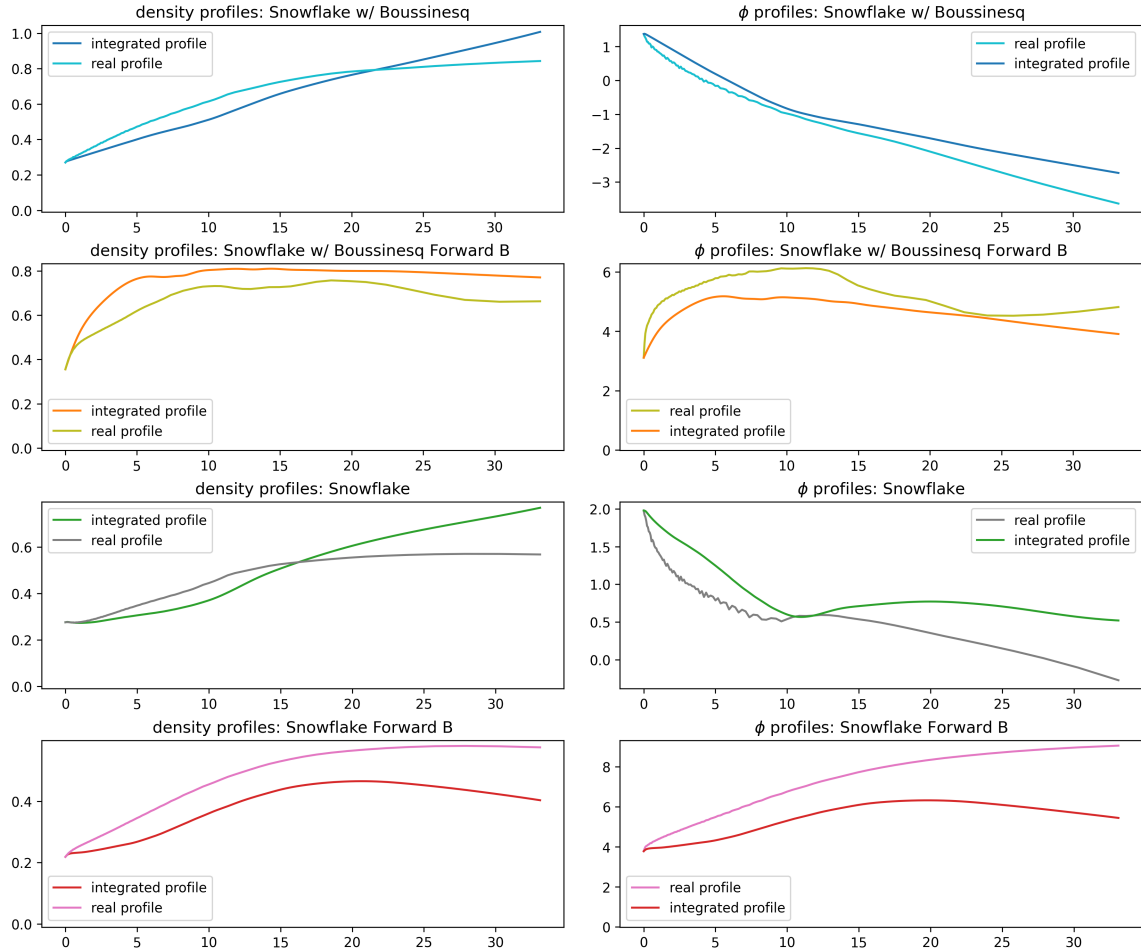 density profiles: Snowflake w/ Boussinesq
1.0
0.8
0.6
0.4
0.2
0.0
integrated profile
real profile
0 5 10 15 20 25 30
ϕ profiles: Snowflake w/ Boussinesq
1
0
−1
−2
−3
real profile
integrated profile
0 5 10 15 20 25 30
density profiles: Snowflake w/ Boussinesq Forward B
0.8
0.6
0.4
0.2
0.0
integrated profile
real profile
0 5 10 15 20 25 30
ϕ profiles: Snowflake w/ Boussinesq Forward B
6
4
2
0
real profile
integrated profile
0 5 10 15 20 25 30
density profiles: Snowflake
0.6
0.4
0.2
0.0
integrated profile
real profile
0 5 10 15 20 25 30
ϕ profiles: Snowflake
2.0
1.5
1.0
0.5
0.0
real profile
integrated profile
0 5 10 15 20 25 30
density profiles: Snowflake Forward B
0.4
0.2
0.0
integrated profile
real profile
0 5 10 15 20 25 30
ϕ profiles: Snowflake Forward B
8
6
4
2
0
real profile
integrated profile
0 5 10 15 20 25 30